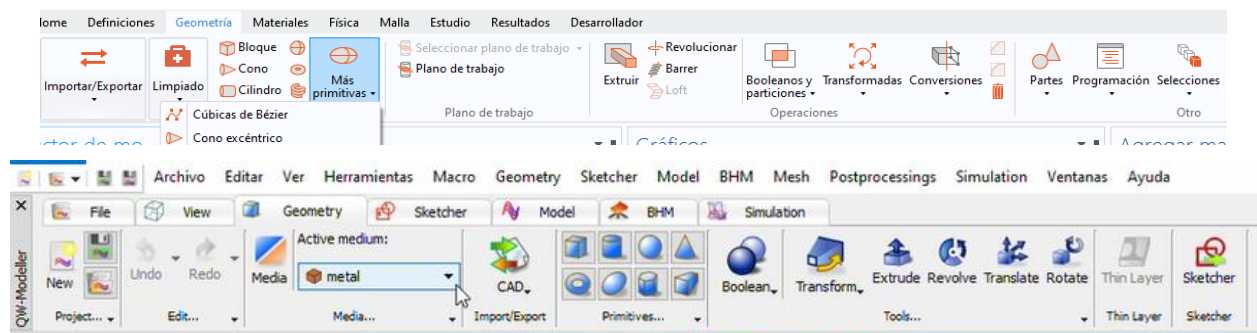 Home Definiciones Geometría Materiales Física Malla Estudio Resultados Desarrollador
Importar/Exportar
Limpiado
Bloque
Cono
Cilindro
Más
primitivas
Seleccionar plano de trabajo
Plano de trabajo
Plano de trabajo
Extruir
Revolucionar
Barrer
Loft
Booleanos y
particiones
Transformadas
Conversiones
Operaciones
Partes
Programación
Selecciones
Otro
Cúbicas de Bézier
Cono excéntrico
Gráficos
Archivo Editar Ver Herramientas Macro Geometry Sketcher Model BHM Mesh Postprocessings Simulation Ventanas Ayuda
File View Geometry Sketcher Model BHM Simulation
QW-Modeller
New
Project...
Undo Redo
Edit...
Media
Active medium:
metal
Media...
CAD
Import/Export
Primitives...
Boolean
Transform
Extrude Revolve Translate Rotate
Tools...
Thin Layer
Thin Layer
Sketcher
Sketcher